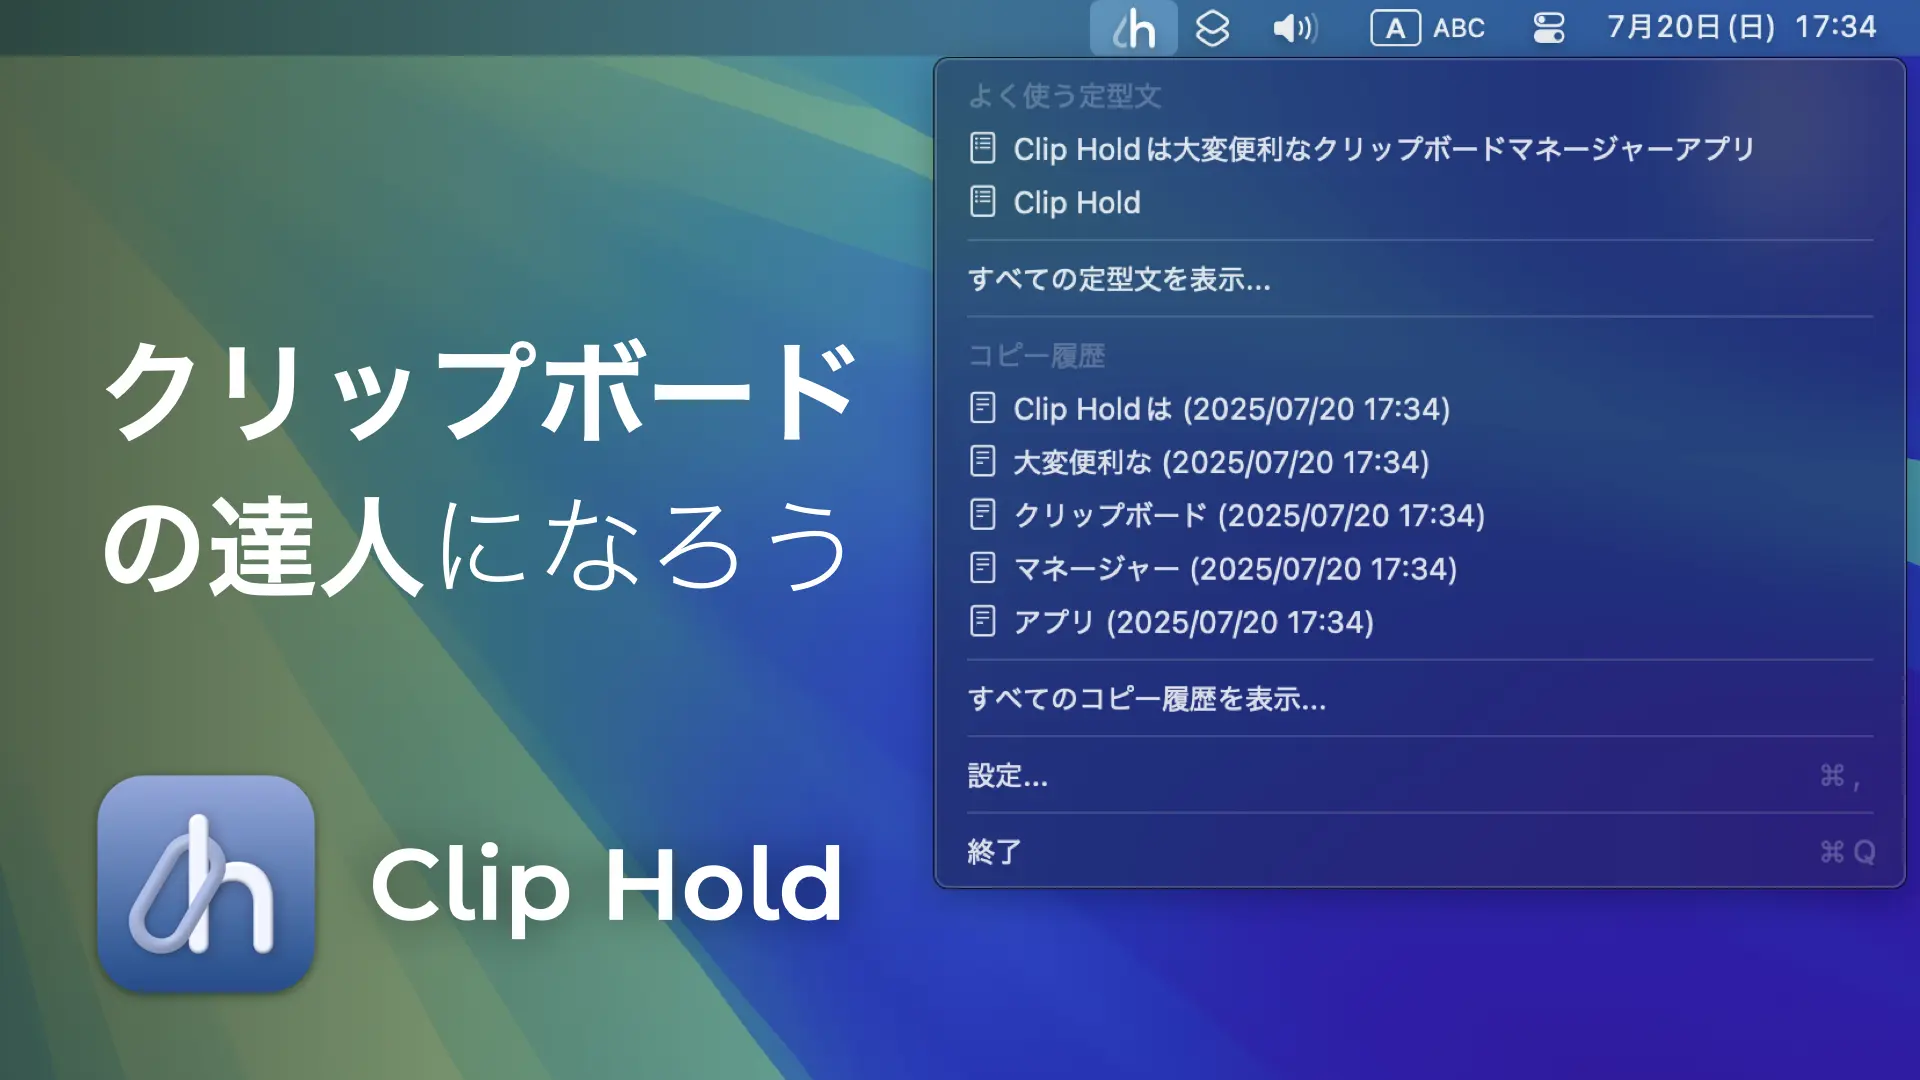 A ABC 7月20日(日) 17:34
よく使う定型文
Clip Holdは大変便利なクリップボードマネージャーアプリ
Clip Hold
すべての定型文を表示...
コピー履歴
Clip Holdは (2025/07/20 17:34)
大変便利な (2025/07/20 17:34)
クリップボード (2025/07/20 17:34)
マネージャー (2025/07/20 17:34)
アプリ (2025/07/20 17:34)
すべてのコピー履歴を表示...
設定... ⌘ ,
終了 ⌘ Q
クリップボード
の達人になろう
Clip Hold